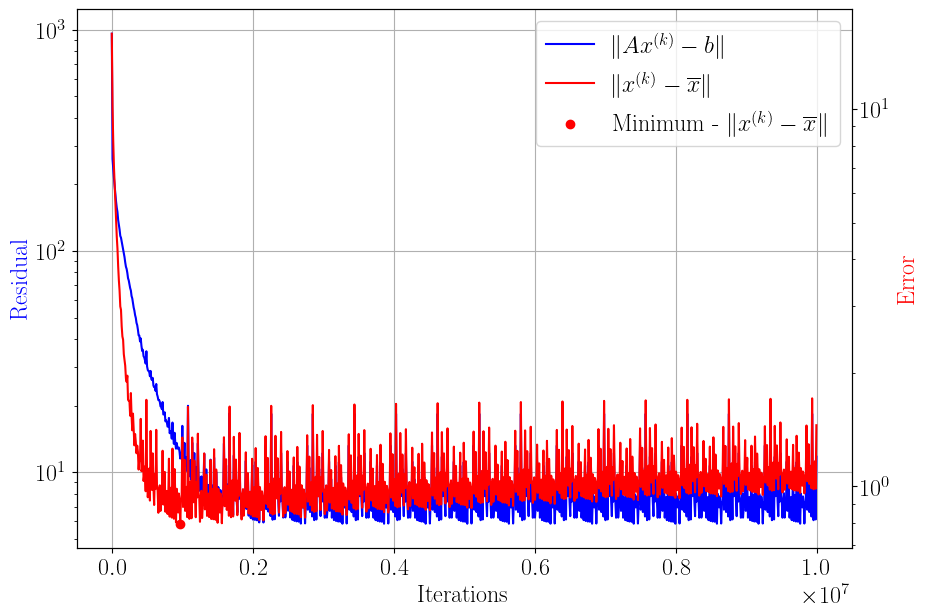 ‖Ax⁽ᵏ⁾ − b‖
‖x⁽ᵏ⁾ − x̅‖
Minimum - ‖x⁽ᵏ⁾ − x̅‖
10³
10²
10¹
Residual
10¹
10⁰
Error
0.0 0.2 0.4 0.6 0.8 1.0
Iterations
×10⁷